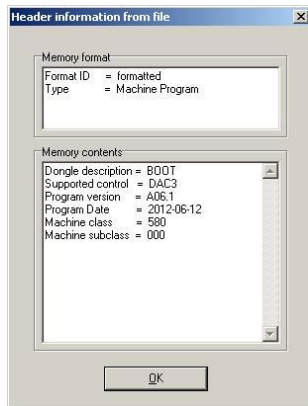 Header information from file
Memory format
Format ID = formatted
Type = Machine Program
Memory contents
Dongle description = BOOT
Supported control = DAC3
Program version = A06.1
Program Date = 2012-06-12
Machine class = 580
Machine subclass = 000
OK